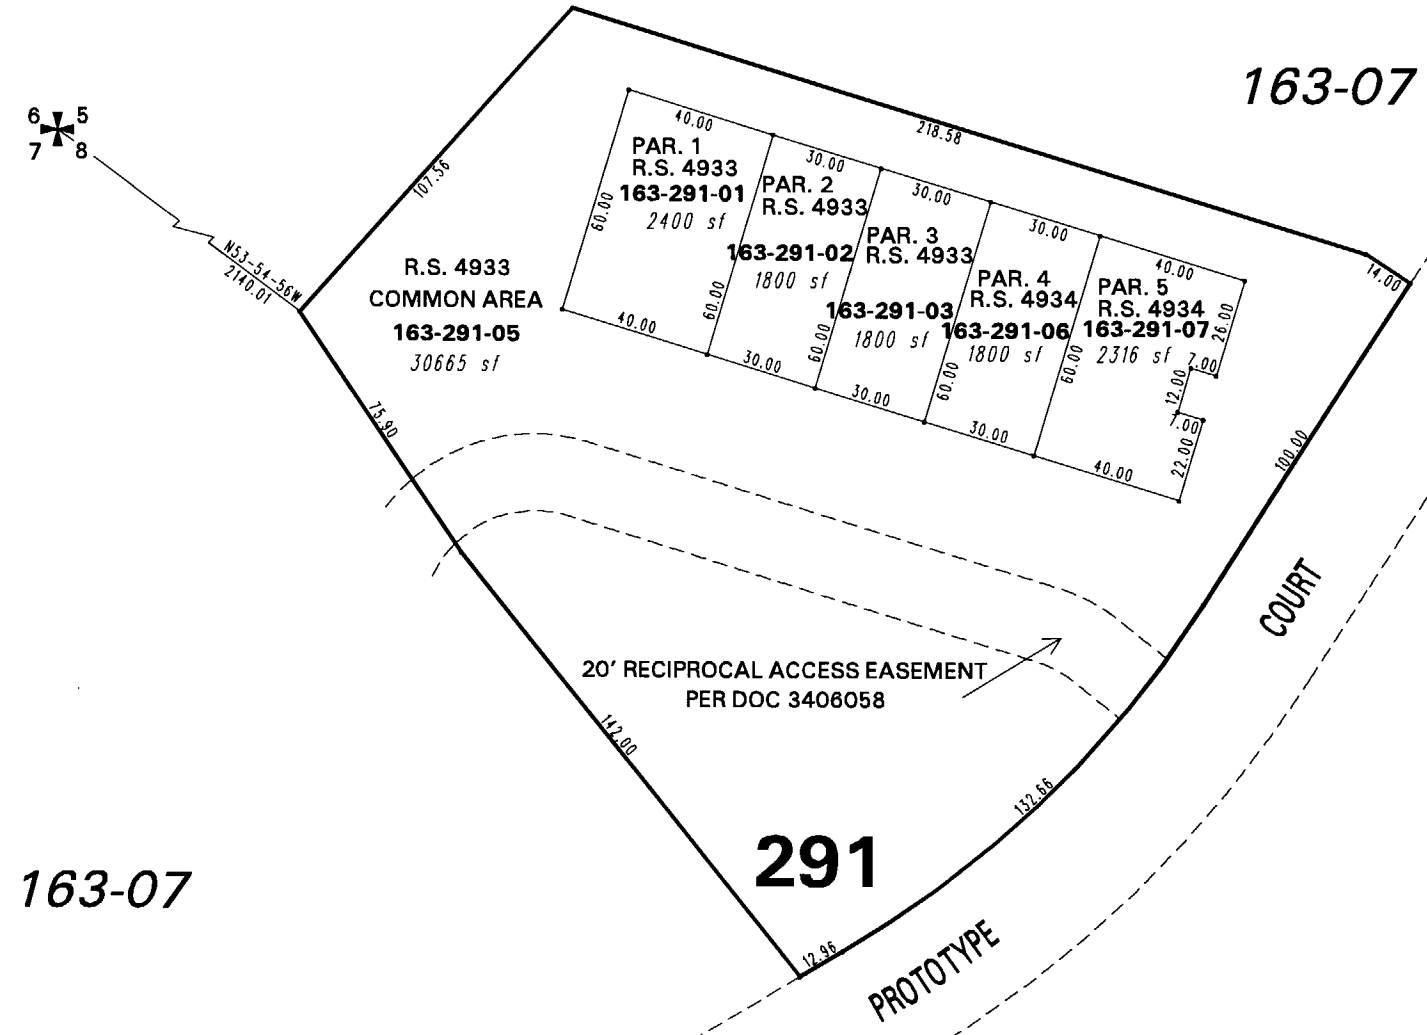 163-07
6 5
7 8
N53-54-56W
2140.01
107.56
218.58
14.00
40.00
PAR. 1
R.S. 4933
163-291-01
2400 sf
60.00
40.00
30.00
PAR. 2
R.S. 4933
163-291-02
1800 sf
60.00
30.00
30.00
PAR. 3
R.S. 4933
163-291-03
1800 sf
60.00
30.00
30.00
PAR. 4
R.S. 4934
163-291-06
1800 sf
60.00
30.00
40.00
PAR. 5
R.S. 4934
163-291-07
2316 sf
60.00
26.00
7.00
12.00
7.00
22.00
40.00
R.S. 4933
COMMON AREA
163-291-05
30665 sf
75.90
100.00
COURT
20' RECIPROCAL ACCESS EASEMENT
PER DOC 3406058
142.00
132.66
291
163-07
12.96
PROTOTYPE